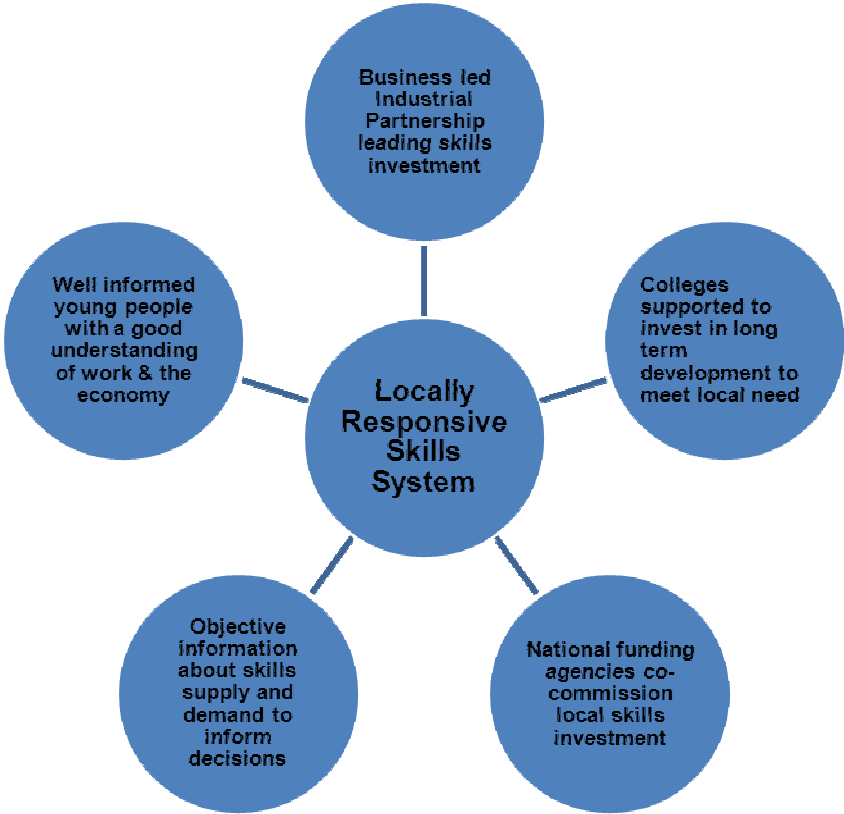 Business led
Industrial
Partnership
leading skills
investment
Well informed
young people
with a good
understanding
of work & the
economy
Colleges
supported to
invest in long
term
development to
meet local need
Locally
Responsive
Skills
System
Objective
information
about skills
supply and
demand to
inform
decisions
National funding
agencies co-
commission
local skills
investment